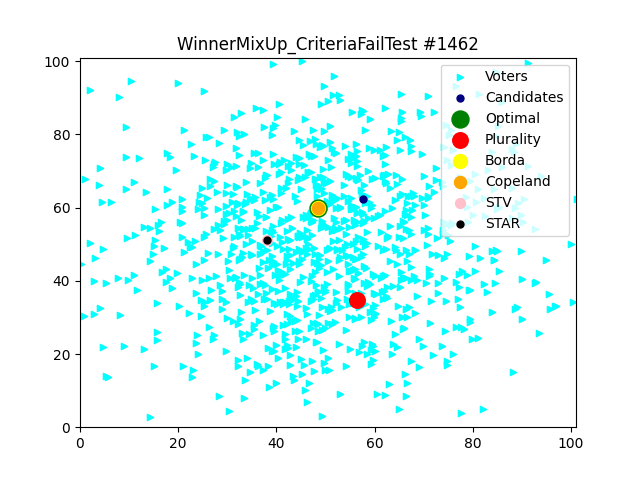 WinnerMixUp_CriteriaFailTest #1462
100
80
60
40
20
0
0 20 40 60 80 100
Voters
Candidates
Optimal
Plurality
Borda
Copeland
STV
STAR